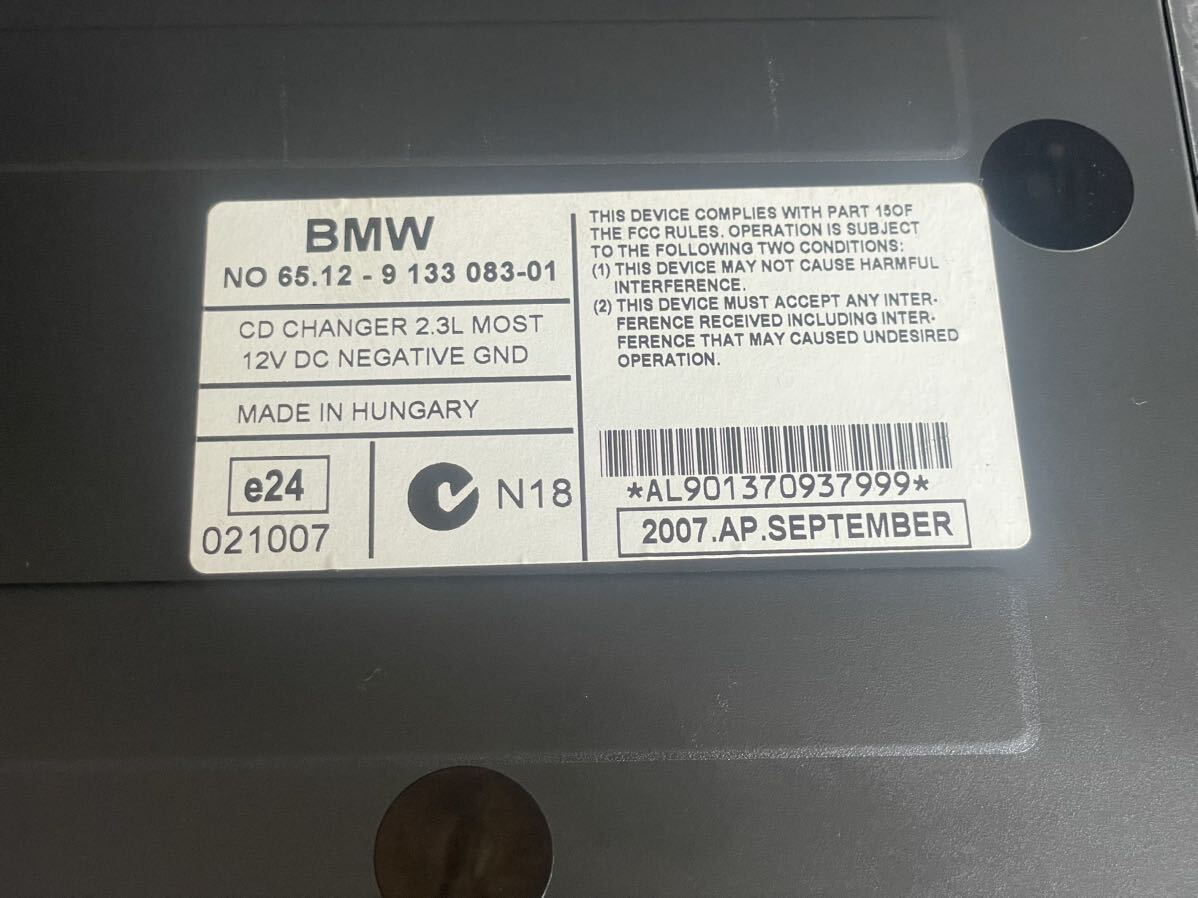 BMW
NO 65.12 - 9 133 083-01
CD CHANGER 2.3L MOST
12V DC NEGATIVE GND
MADE IN HUNGARY
e24
021007
N18
THIS DEVICE COMPLIES WITH PART 15OF
THE FCC RULES. OPERATION IS SUBJECT
TO THE FOLLOWING TWO CONDITIONS:
(1) THIS DEVICE MAY NOT CAUSE HARMFUL
INTERFERENCE.
(2) THIS DEVICE MUST ACCEPT ANY INTER-
FERENCE RECEIVED INCLUDING INTER-
FERENCE THAT MAY CAUSED UNDESIRED
OPERATION.
*AL901370937999*
2007.AP.SEPTEMBER